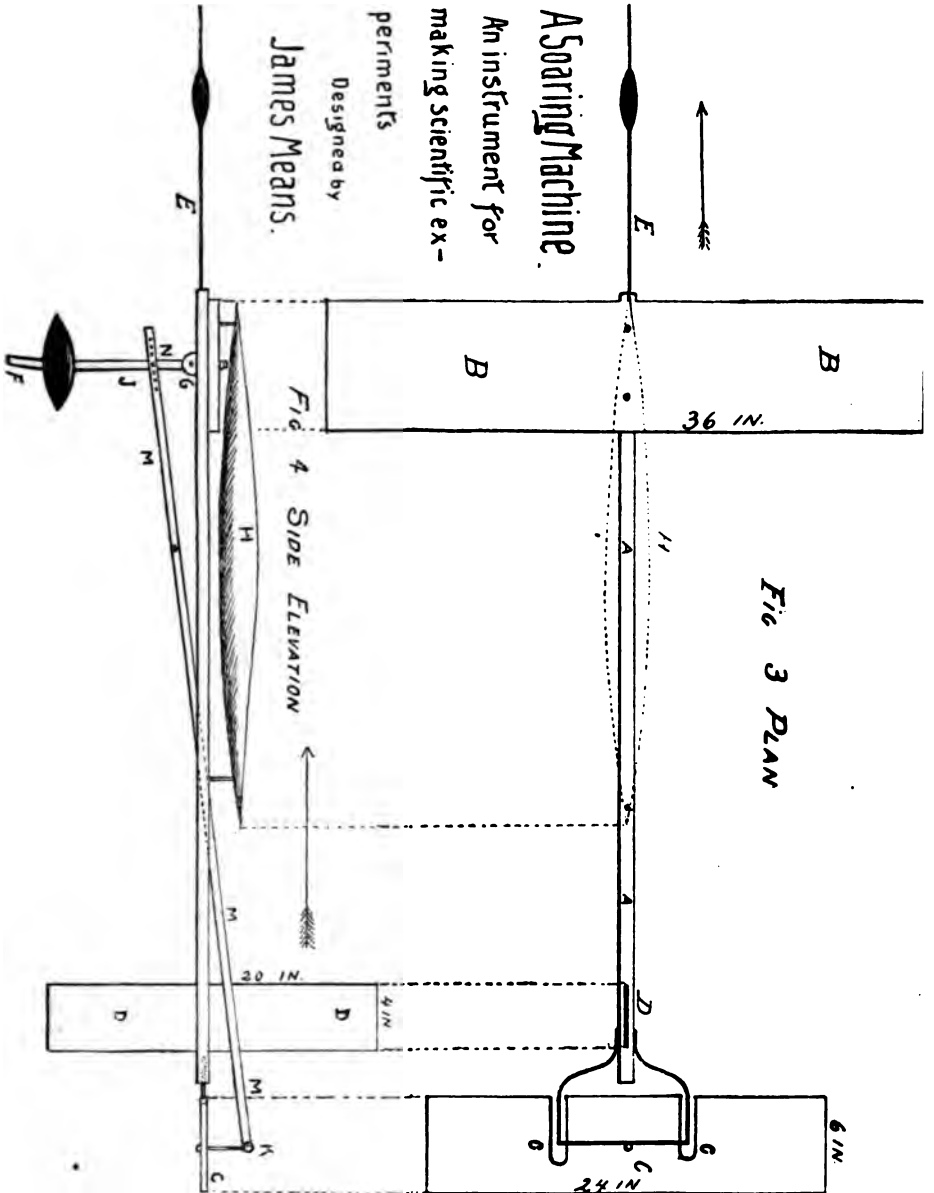 A Soaring Machine.
An instrument for
making scientific ex-
periments
Designed by
James Means.
FIG 3 PLAN
E
B
B
36 IN.
H
A
A
D
G
G
C
6 IN.
24 IN
FIG 4 SIDE ELEVATION
E
F
N
J
G
M
H
M
20 IN.
4 IN
D
D
M
K
C